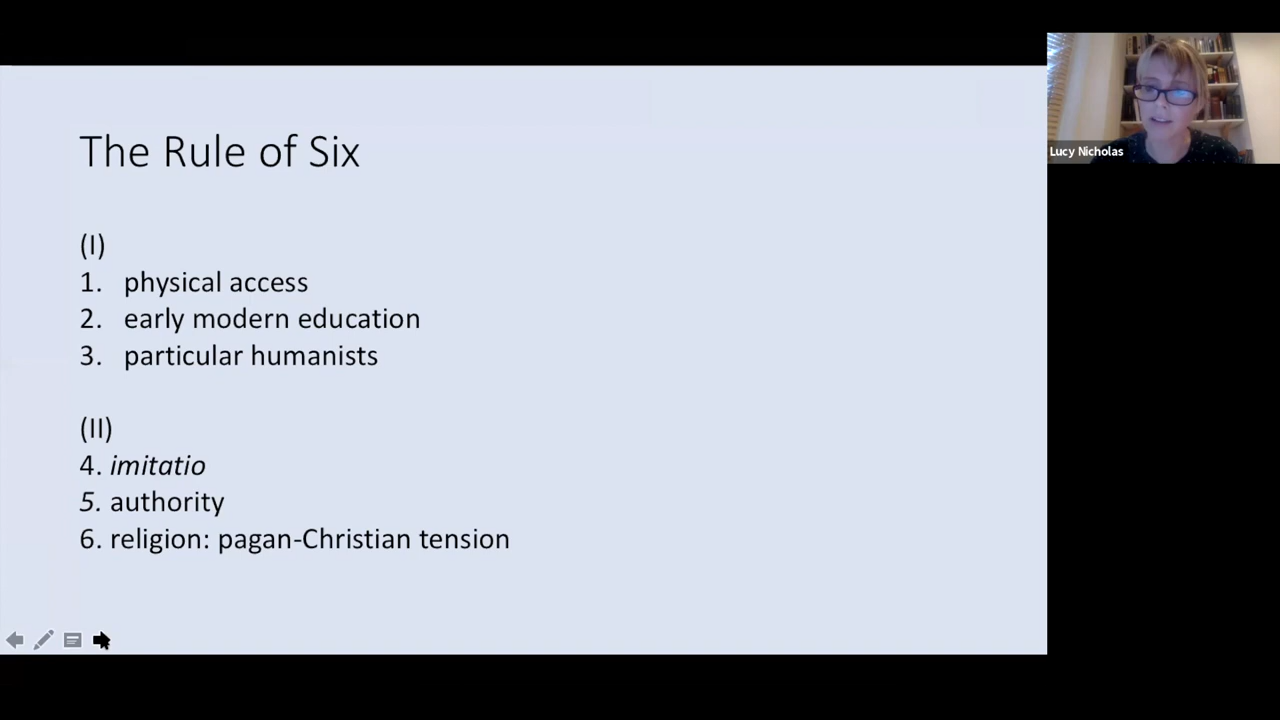 The Rule of Six
(I)
1. physical access
2. early modern education
3. particular humanists
(II)
4. imitatio
5. authority
6. religion: pagan-Christian tension
Lucy Nicholas